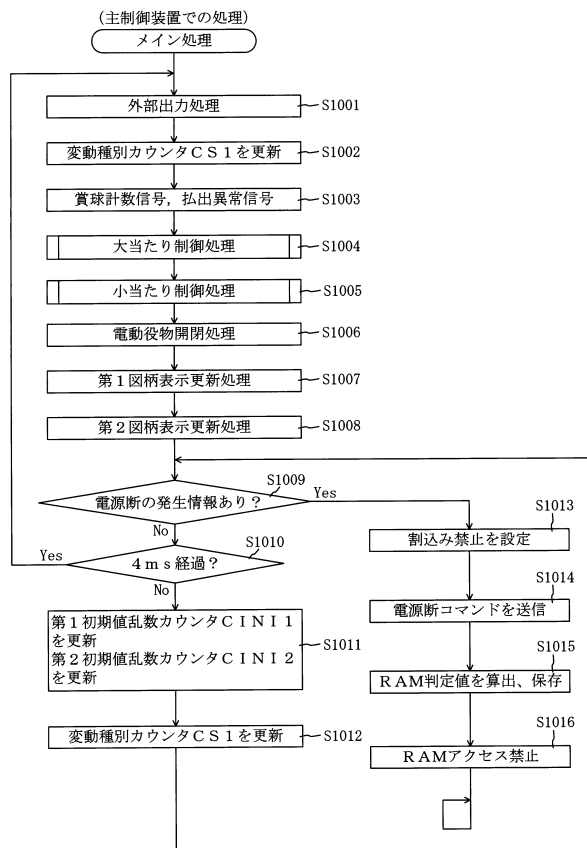 (主制御装置での処理)
メイン処理
外部出力処理
S1001
変動種別カウンタCS1を更新
S1002
賞球計数信号,払出異常信号
S1003
大当たり制御処理
S1004
小当たり制御処理
S1005
電動役物開閉処理
S1006
第1図柄表示更新処理
S1007
第2図柄表示更新処理
S1008
S1009
電源断の発生情報あり?
Yes
No
S1010
Yes
4ms経過?
No
第1初期値乱数カウンタCINI1
を更新
第2初期値乱数カウンタCINI2
を更新
S1011
変動種別カウンタCS1を更新
S1012
S1013
割込み禁止を設定
S1014
電源断コマンドを送信
S1015
RAM判定値を算出、保存
S1016
RAMアクセス禁止